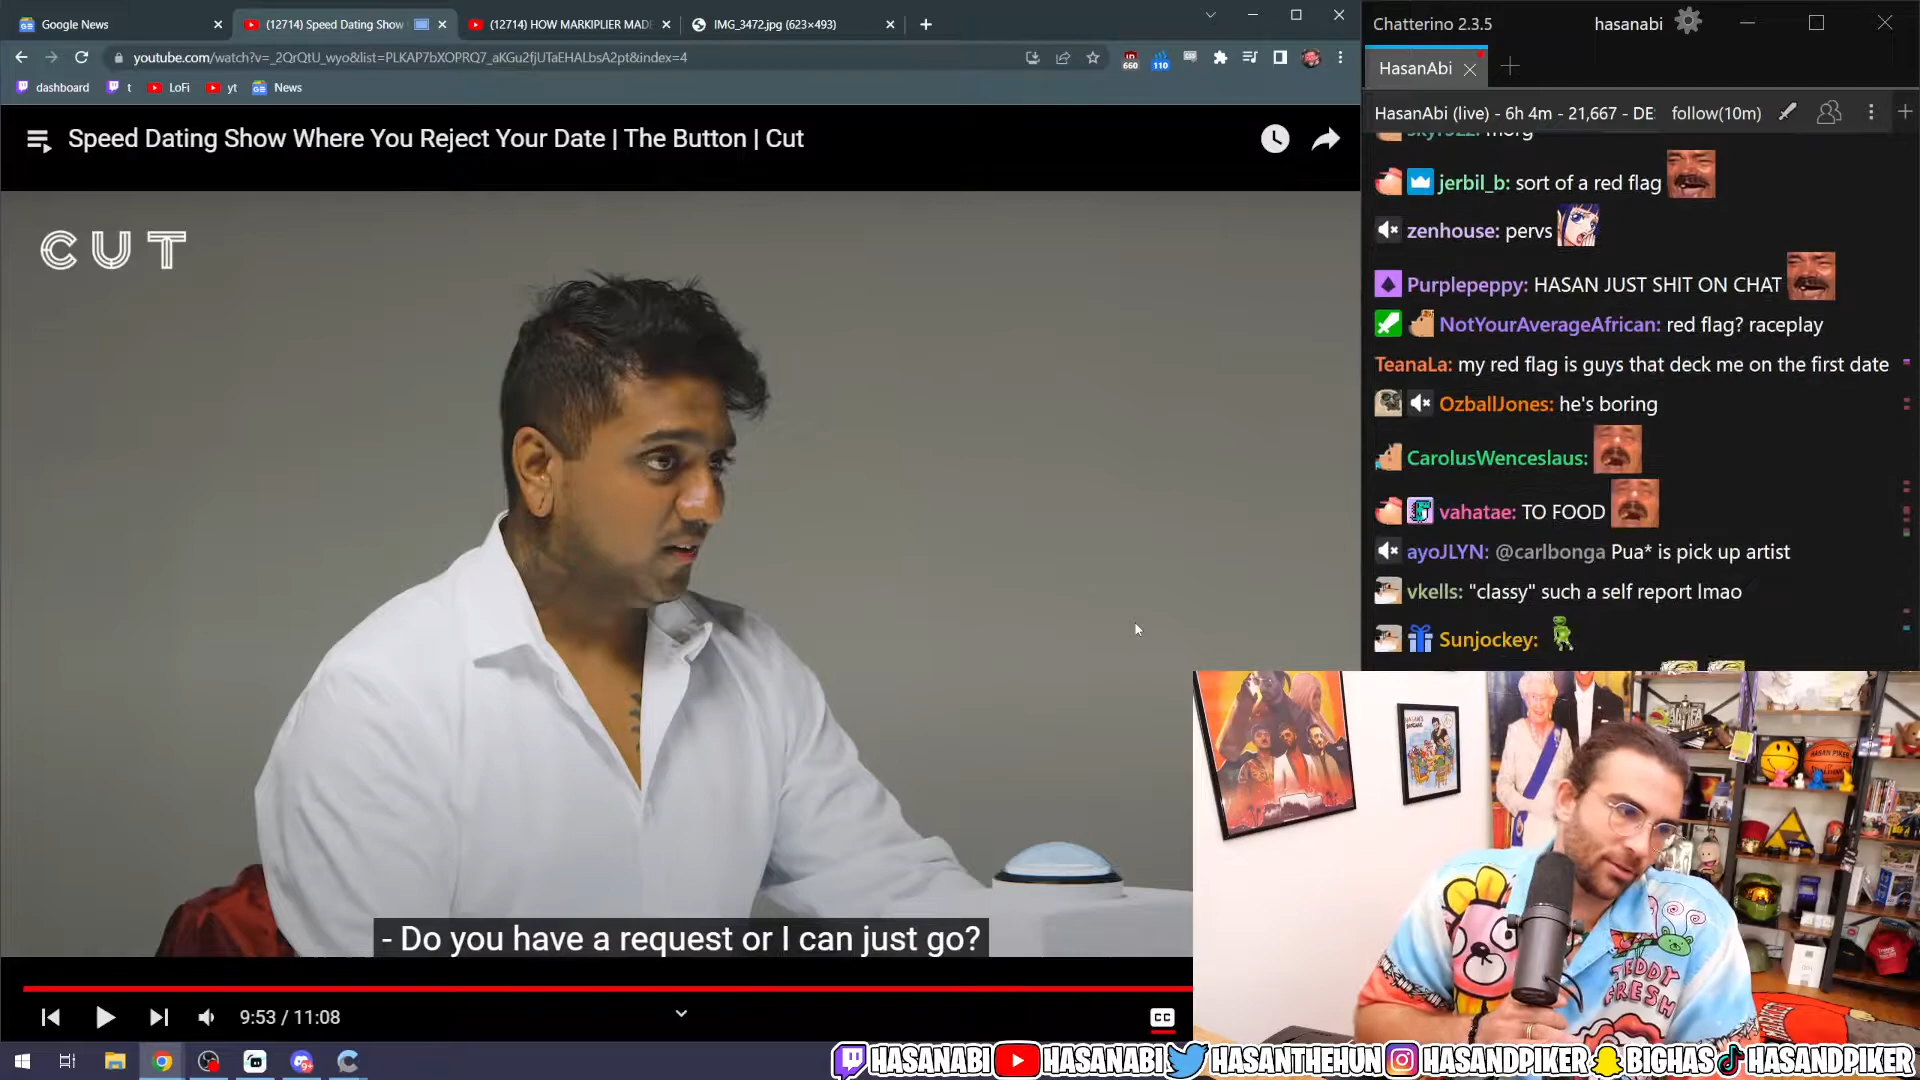 Google News
(12714) Speed Dating Show
(12714) HOW MARKIPLIER MADE
IMG_3472.jpg (623×493)
youtube.com/watch?v=_2QrQtU_wyo&list=PLKAP7bXOPRQ7_aKGu2fjUTaEHALbsA2pt&index=4
660
110
dashboard
t
LoFi
yt
News
Speed Dating Show Where You Reject Your Date | The Button | Cut
CUT
- Do you have a request or I can just go?
9:53 / 11:08
CC
Chatterino 2.3.5
hasanabi
HasanAbi
HasanAbi (live) - 6h 4m - 21,667 - DE:
follow(10m)
jerbil_b: sort of a red flag
zenhouse: pervs
Purplepeppy: HASAN JUST SHIT ON CHAT
NotYourAverageAfrican: red flag? raceplay
TeanaLa: my red flag is guys that deck me on the first date
OzballJones: he's boring
CarolusWenceslaus:
vahatae: TO FOOD
ayoJLYN: @carlbonga Pua* is pick up artist
vkells: "classy" such a self report lmao
Sunjockey:
HASAN PIKER
TEDDY
FRESH
HASANABI
HASANABI
HASANTHEHUN
HASANDPIKER
BIGHAS
HASANDPIKER